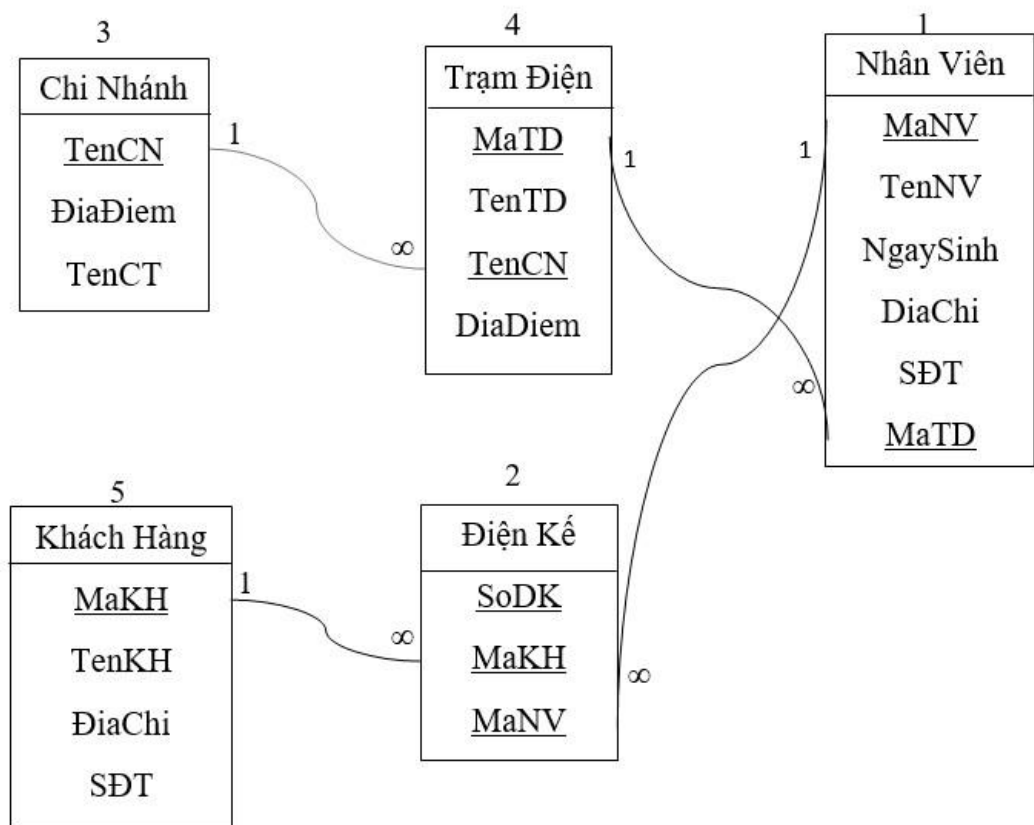 3
Chi Nhánh
TenCN
ĐiaĐiem
TenCT
1
∞
4
Trạm Điện
MaTD
TenTD
TenCN
DiaDiem
1
∞
1
Nhân Viên
MaNV
TenNV
NgaySinh
DiaChi
SĐT
MaTD
1
∞
5
Khách Hàng
MaKH
TenKH
ĐiaChi
SĐT
1
∞
2
Điện Kế
SoDK
MaKH
MaNV